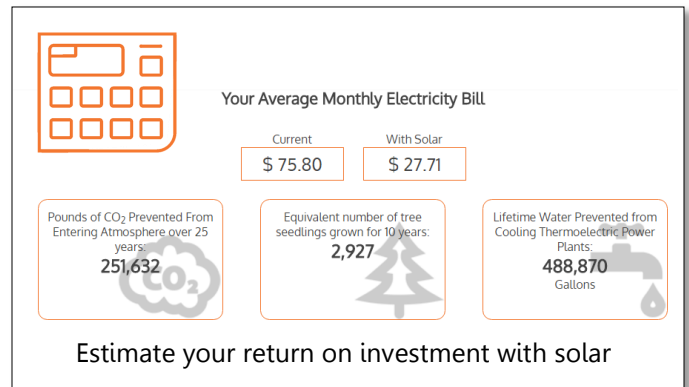 Your Average Monthly Electricity Bill
Current
With Solar
$ 75.80
$ 27.71
Pounds of CO₂ Prevented From
Entering Atmosphere over 25
years:
251,632
CO₂
Equivalent number of tree
seedlings grown for 10 years:
2,927
Lifetime Water Prevented from
Cooling Thermoelectric Power
Plants:
488,870
Gallons
Estimate your return on investment with solar